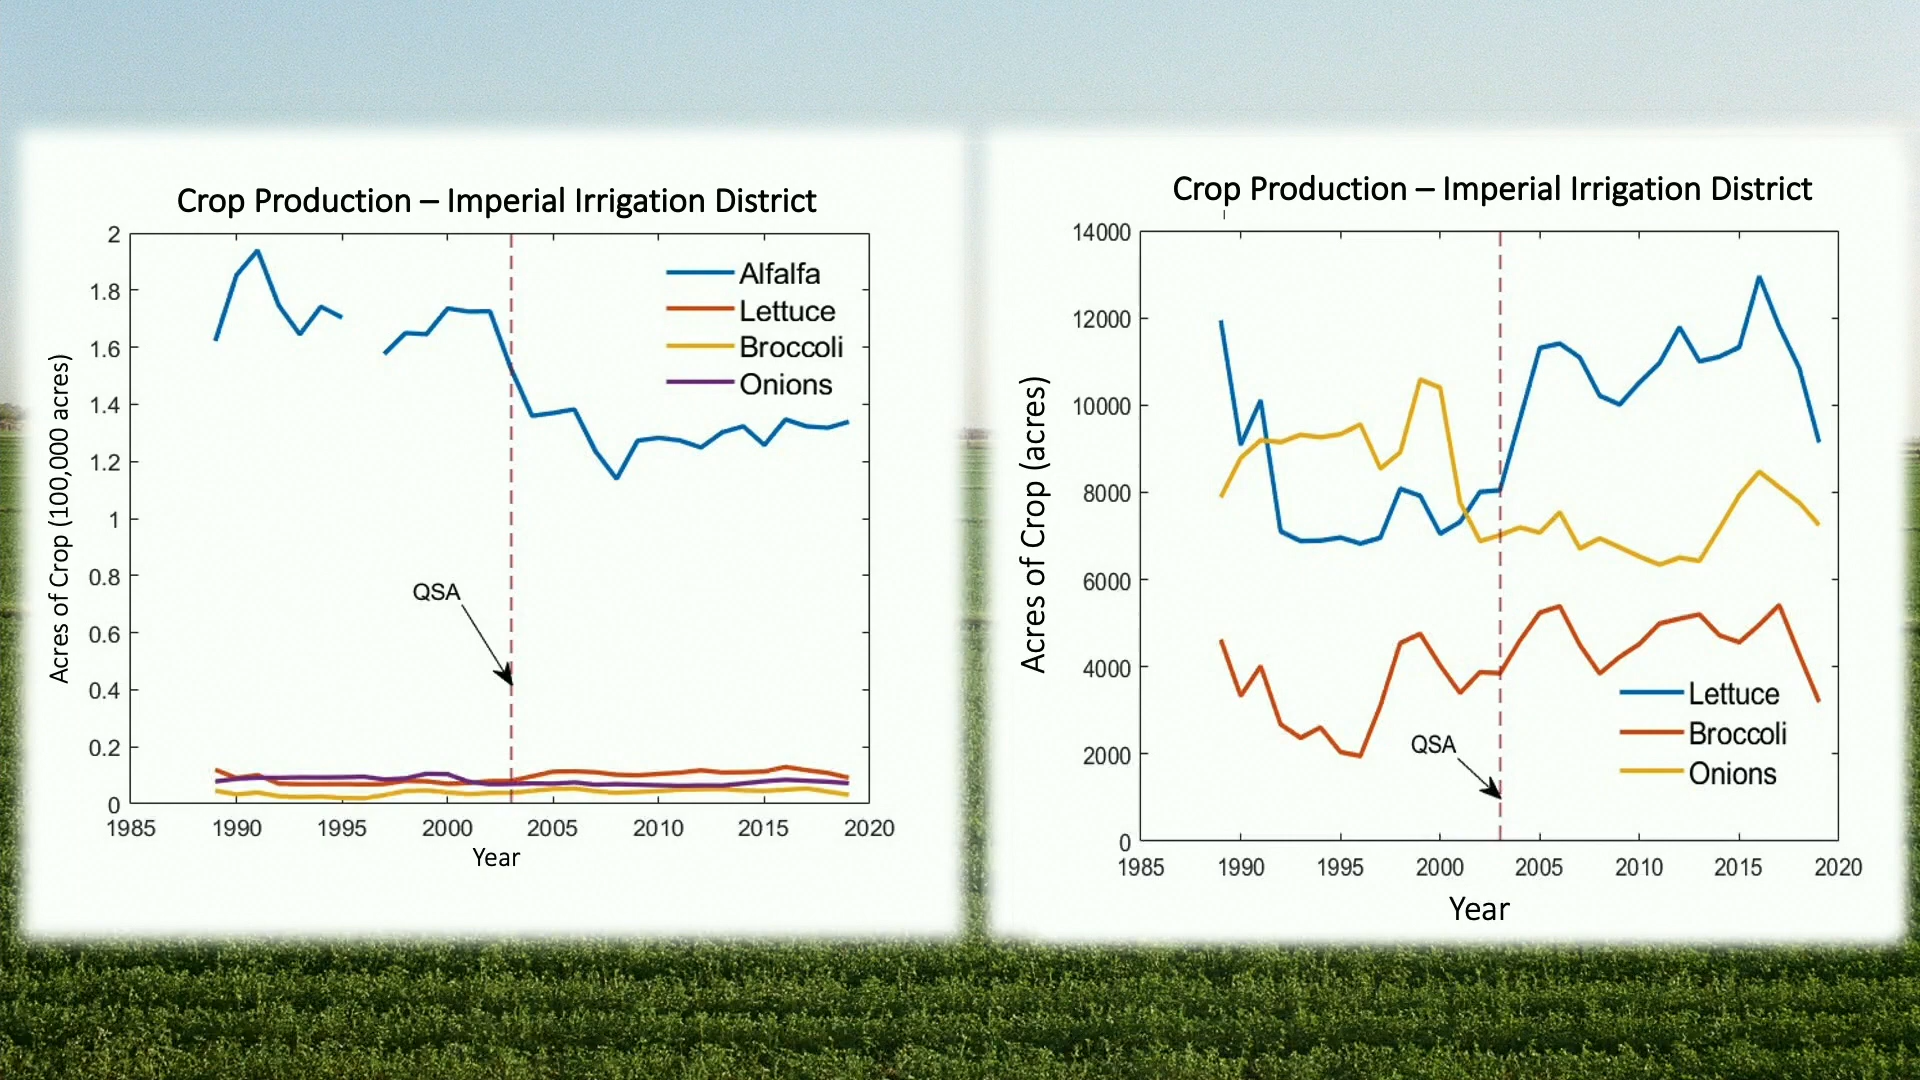 Crop Production – Imperial Irrigation District
Acres of Crop (100,000 acres)
2
1.8
1.6
1.4
1.2
1
0.8
0.6
0.4
0.2
0
Alfalfa
Lettuce
Broccoli
Onions
QSA
1985 1990 1995 2000 2005 2010 2015 2020
Year
Crop Production – Imperial Irrigation District
Acres of Crop (acres)
14000
12000
10000
8000
6000
4000
2000
0
Lettuce
Broccoli
Onions
QSA
1985 1990 1995 2000 2005 2010 2015 2020
Year